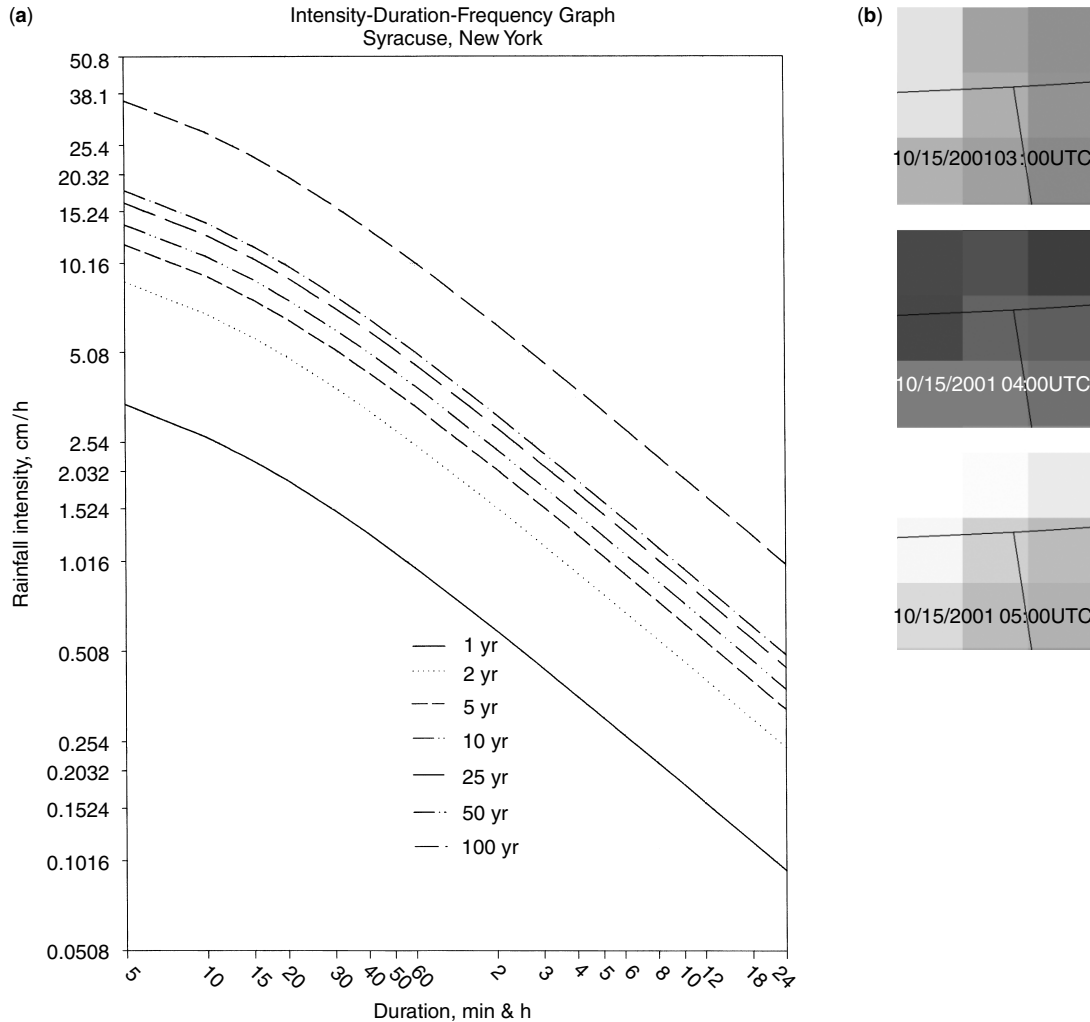 (a)
Intensity-Duration-Frequency Graph
Syracuse, New York
50.8
38.1
25.4
20.32
15.24
10.16
5.08
2.54
2.032
1.524
1.016
0.508
0.254
0.2032
0.1524
0.1016
0.0508
Rainfall intensity, cm/h
1 yr
2 yr
5 yr
10 yr
25 yr
50 yr
100 yr
5 10 15 20 30 40 50 60 2 3 4 5 6 8 10 12 18 24
Duration, min & h
(b)
10/15/200103:00UTC
10/15/2001 04:00UTC
10/15/2001 05:00UTC